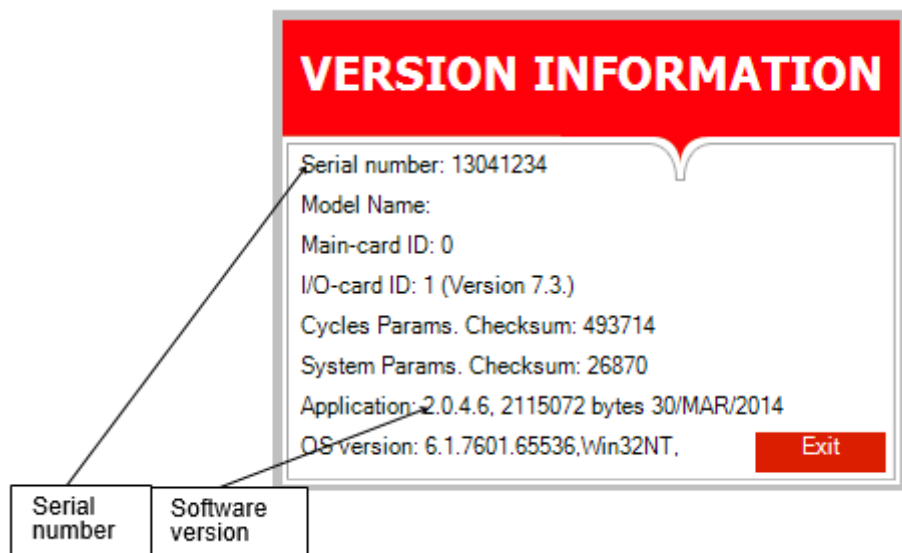 VERSION INFORMATION
Serial number: 13041234
Model Name:
Main-card ID: 0
I/O-card ID: 1 (Version 7.3.)
Cycles Params. Checksum: 493714
System Params. Checksum: 26870
Application: 2.0.4.6, 2115072 bytes 30/MAR/2014
OS version: 6.1.7601.65536,Win32NT,
Exit
Serial
number
Software
version